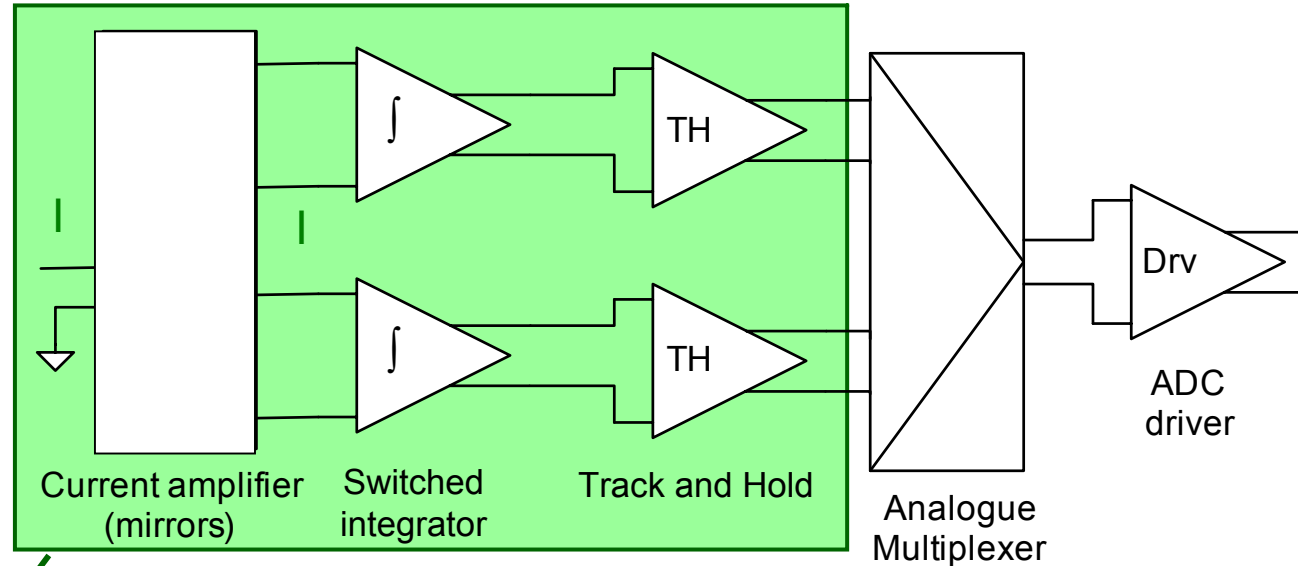 ∫
TH
I
I
Drv
∫
TH
ADC
driver
Current amplifier
(mirrors)
Switched
integrator
Track and Hold
Analogue
Multiplexer